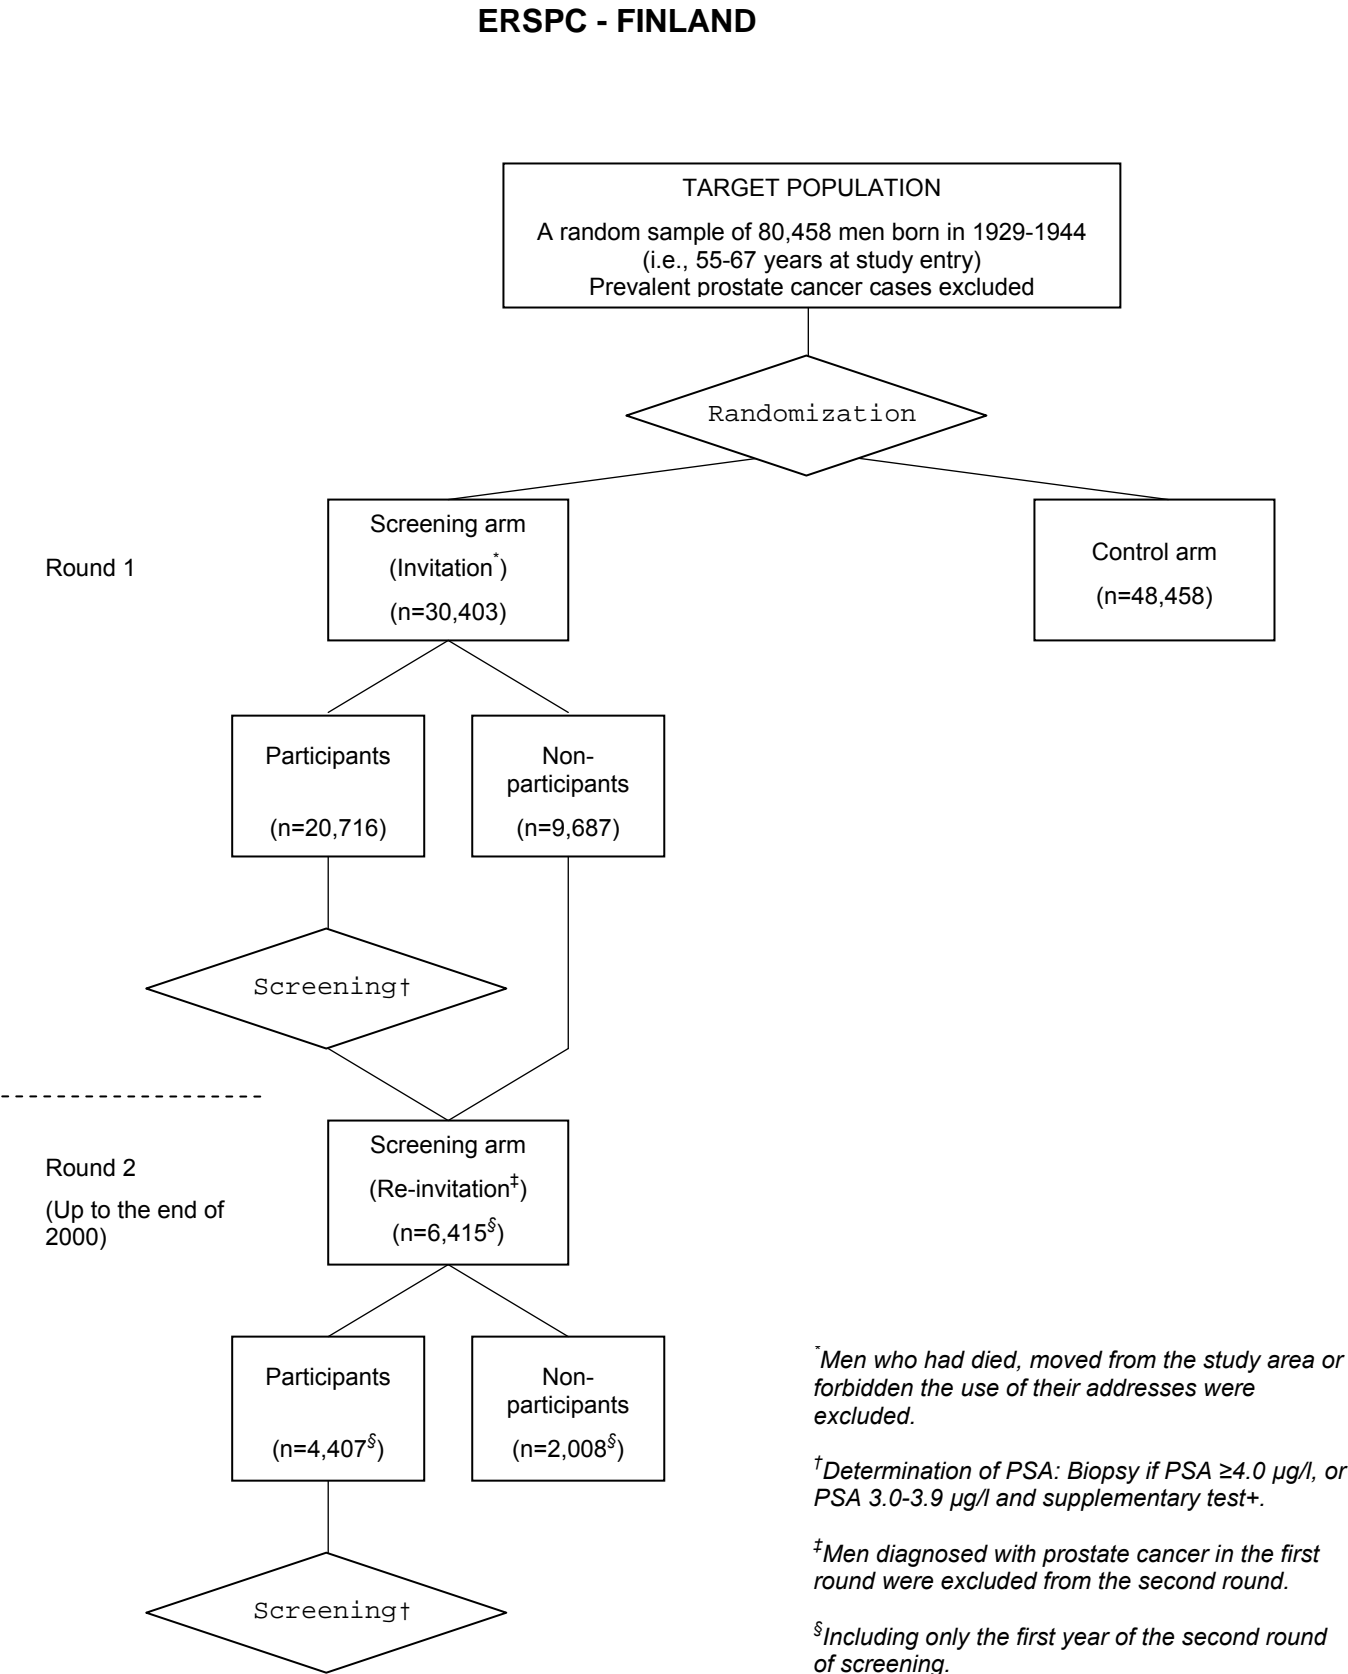 ERSPC - FINLAND
TARGET POPULATION
A random sample of 80,458 men born in 1929-1944
(i.e., 55-67 years at study entry)
Prevalent prostate cancer cases excluded
Randomization
Round 1
Screening arm
(Invitation*)
(n=30,403)
Control arm
(n=48,458)
Participants
(n=20,716)
Non-
participants
(n=9,687)
Screening†
Round 2
(Up to the end of
2000)
Screening arm
(Re-invitation‡)
(n=6,415§)
Participants
(n=4,407§)
Non-
participants
(n=2,008§)
Screening†
*Men who had died, moved from the study area or
forbidden the use of their addresses were
excluded.
†Determination of PSA: Biopsy if PSA ≥4.0 µg/l, or
PSA 3.0-3.9 µg/l and supplementary test+.
‡Men diagnosed with prostate cancer in the first
round were excluded from the second round.
§Including only the first year of the second round
of screening.